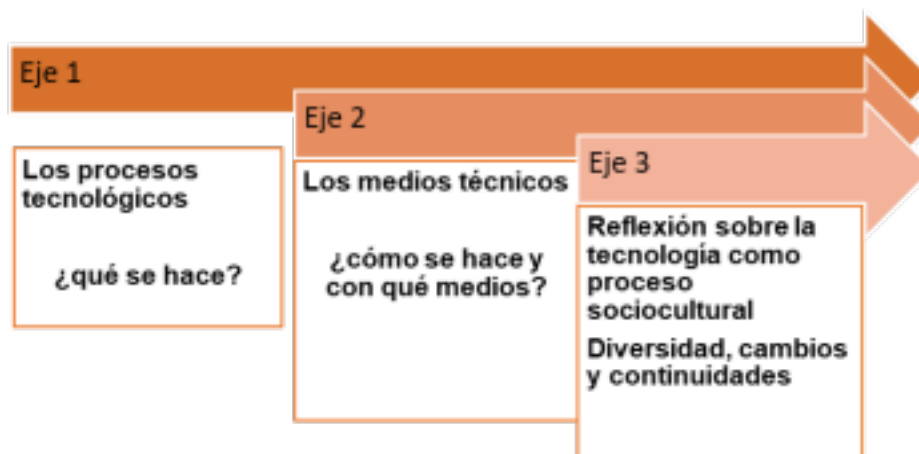 Eje 1
Los procesos
tecnológicos
¿qué se hace?
Eje 2
Los medios técnicos
¿cómo se hace y
con qué medios?
Eje 3
Reflexión sobre la
tecnología como
proceso
sociocultural
Diversidad, cambios
y continuidades